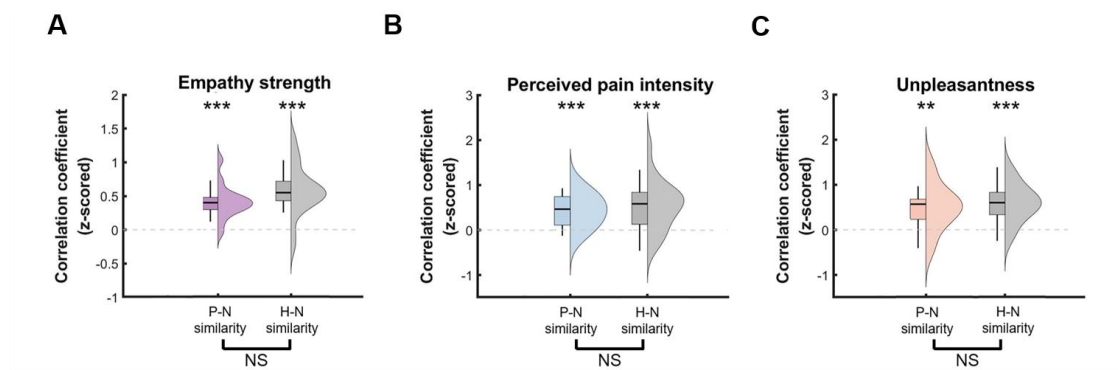 A
Empathy strength
***
***
Correlation coefficient
(z-scored)
2
1.5
1
0.5
0
-0.5
-1
P-N
similarity
H-N
similarity
NS
B
Perceived pain intensity
***
***
Correlation coefficient
(z-scored)
3
2
1
0
-1
P-N
similarity
H-N
similarity
NS
C
Unpleasantness
**
***
Correlation coefficient
(z-scored)
3
2
1
0
-1
P-N
similarity
H-N
similarity
NS